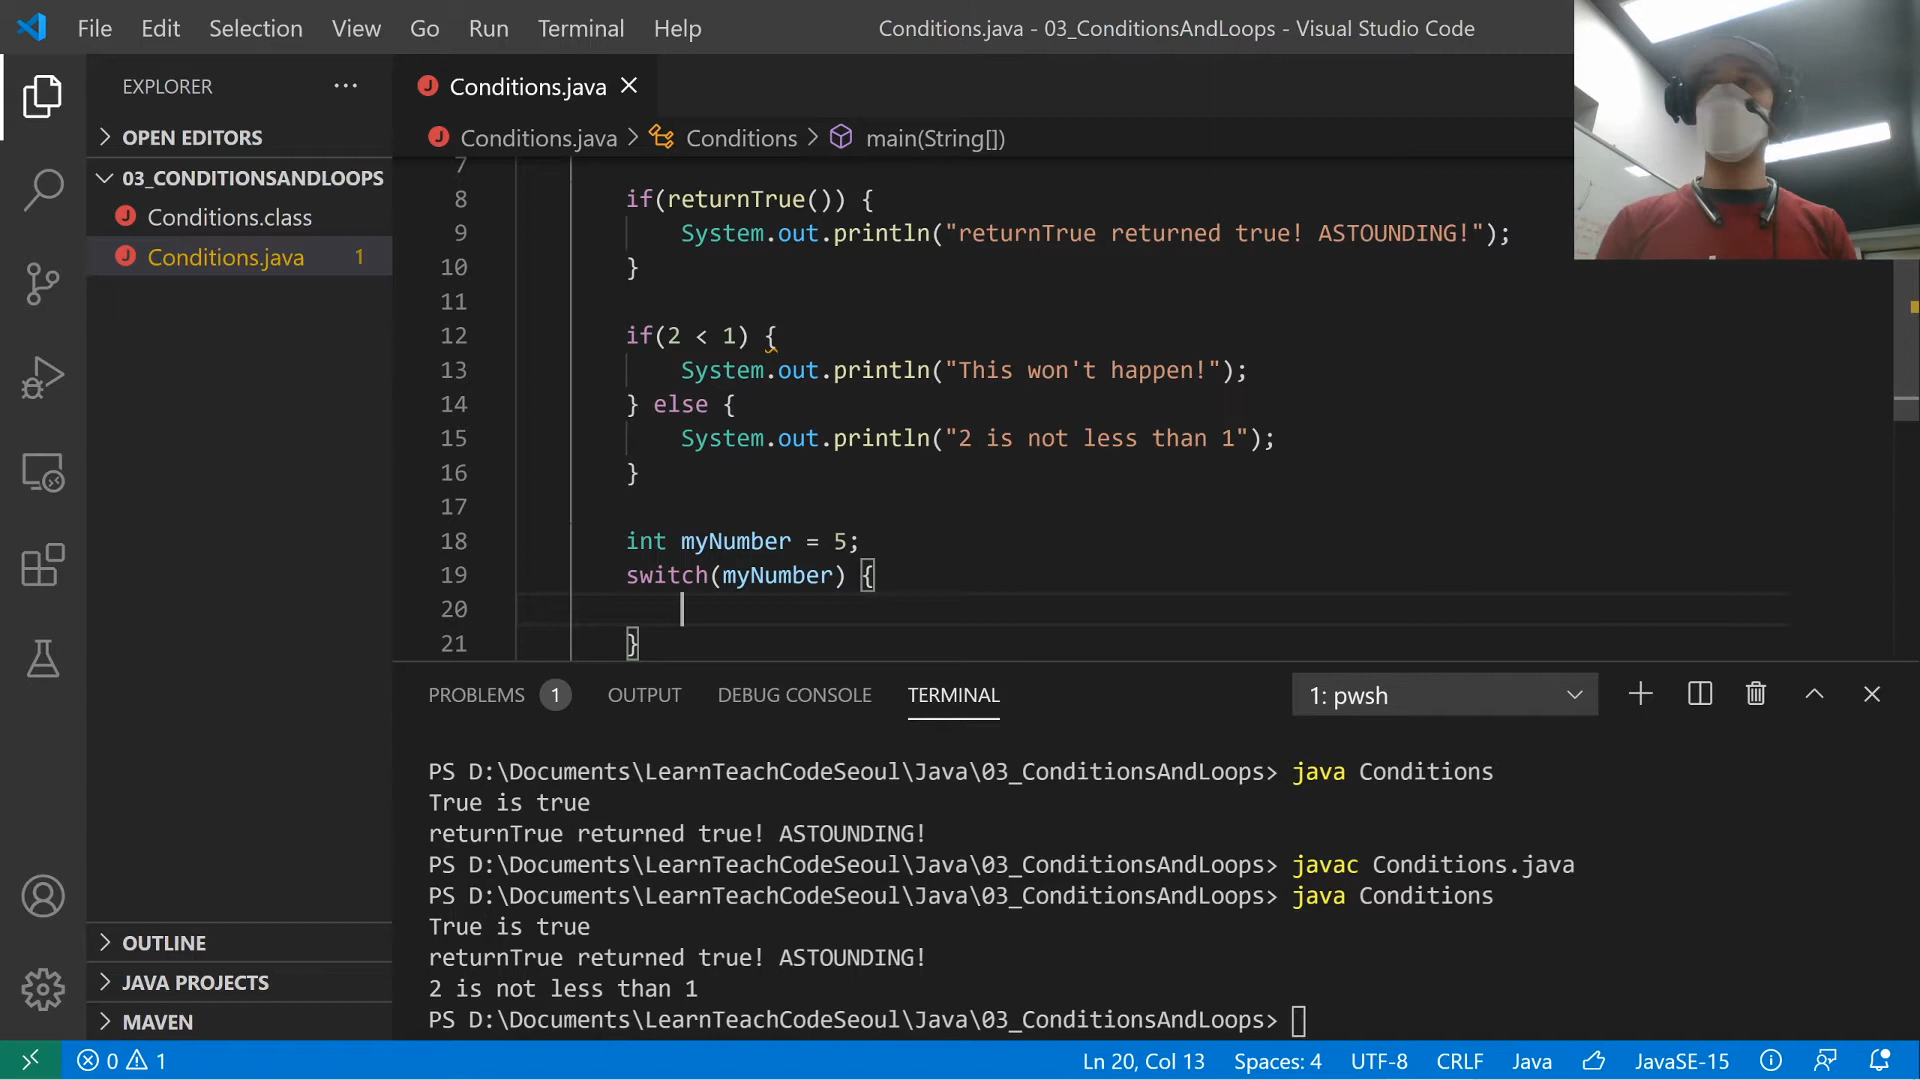 File Edit Selection View Go Run Terminal Help
Conditions.java - 03_ConditionsAndLoops - Visual Studio Code
EXPLORER
OPEN EDITORS
03_CONDITIONSANDLOOPS
Conditions.class
Conditions.java 1
OUTLINE
JAVA PROJECTS
MAVEN
J Conditions.java
J Conditions.java > Conditions > main(String[])
7
8 if(returnTrue()) {
9 System.out.println("returnTrue returned true! ASTOUNDING!");
10 }
11
12 if(2 < 1) {
13 System.out.println("This won't happen!");
14 } else {
15 System.out.println("2 is not less than 1");
16 }
17
18 int myNumber = 5;
19 switch(myNumber) {
20
21 }
PROBLEMS 1 OUTPUT DEBUG CONSOLE TERMINAL 1: pwsh
PS D:\Documents\LearnTeachCodeSeoul\Java\03_ConditionsAndLoops> java Conditions
True is true
returnTrue returned true! ASTOUNDING!
PS D:\Documents\LearnTeachCodeSeoul\Java\03_ConditionsAndLoops> javac Conditions.java
PS D:\Documents\LearnTeachCodeSeoul\Java\03_ConditionsAndLoops> java Conditions
True is true
returnTrue returned true! ASTOUNDING!
2 is not less than 1
PS D:\Documents\LearnTeachCodeSeoul\Java\03_ConditionsAndLoops>
0 1 Ln 20, Col 13 Spaces: 4 UTF-8 CRLF Java JavaSE-15